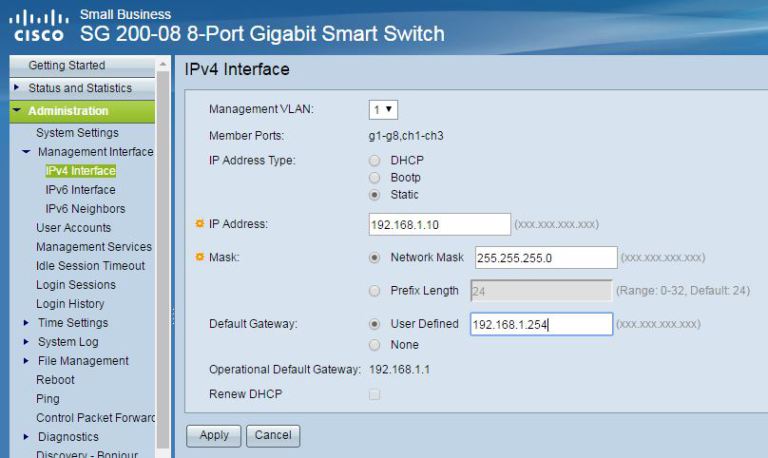 Small Business
CISCO
SG 200-08 8-Port Gigabit Smart Switch
Getting Started
Status and Statistics
Administration
System Settings
Management Interface
IPv4 Interface
IPv6 Interface
IPv6 Neighbors
User Accounts
Management Services
Idle Session Timeout
Login Sessions
Login History
Time Settings
System Log
File Management
Reboot
Ping
Control Packet Forwarc
Diagnostics
Discovery - Bonjour
IPv4 Interface
Management VLAN: 1
Member Ports: g1-g8,ch1-ch3
IP Address Type: DHCP
Bootp
Static
IP Address: 192.168.1.10 (xxx.xxx.xxx.xxx)
Mask: Network Mask 255.255.255.0 (xxx.xxx.xxx.xxx)
Prefix Length 24 (Range: 0-32, Default: 24)
Default Gateway: User Defined 192.168.1.254 (xxx.xxx.xxx.xxx)
None
Operational Default Gateway: 192.168.1.1
Renew DHCP
Apply Cancel